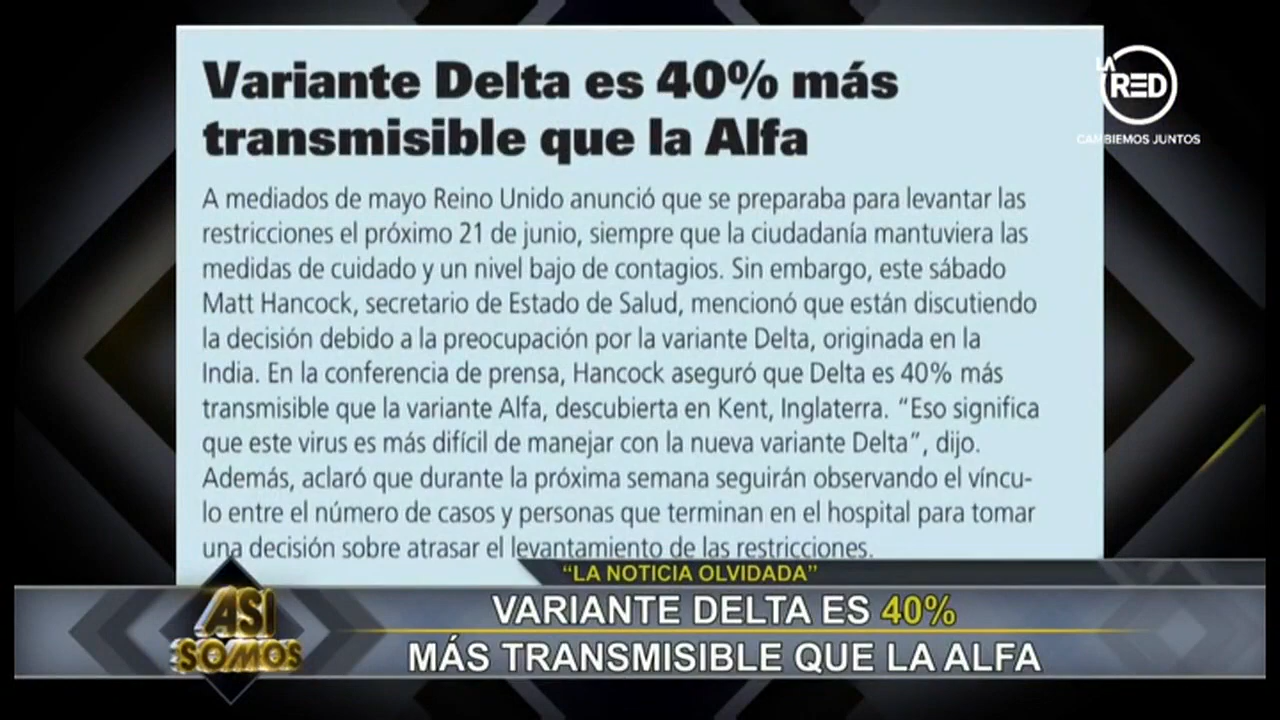 Variante Delta es 40% más
transmisible que la Alfa
A mediados de mayo Reino Unido anunció que se preparaba para levantar las
restricciones el próximo 21 de junio, siempre que la ciudadanía mantuviera las
medidas de cuidado y un nivel bajo de contagios. Sin embargo, este sábado
Matt Hancock, secretario de Estado de Salud, mencionó que están discutiendo
la decisión debido a la preocupación por la variante Delta, originada en la
India. En la conferencia de prensa, Hancock aseguró que Delta es 40% más
transmisible que la variante Alfa, descubierta en Kent, Inglaterra. “Eso significa
que este virus es más difícil de manejar con la nueva variante Delta”, dijo.
Además, aclaró que durante la próxima semana seguirán observando el víncu-
lo entre el número de casos y personas que terminan en el hospital para tomar
una decisión sobre atrasar el levantamiento de las restricciones.
LA
RED
CAMBIEMOS JUNTOS
“LA NOTICIA OLVIDADA”
VARIANTE DELTA ES 40%
MÁS TRANSMISIBLE QUE LA ALFA
ASI
SOMOS